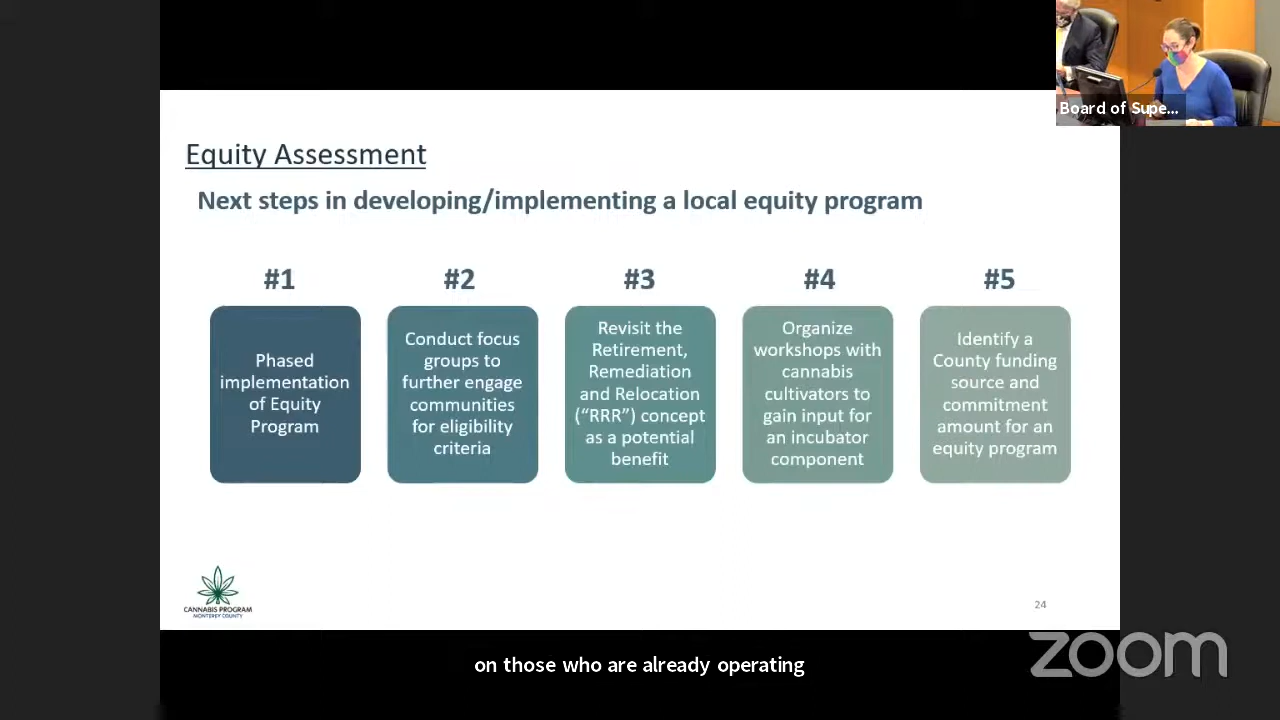 Board of Supe...
Equity Assessment
Next steps in developing/implementing a local equity program
#1
Phased
implementation
of Equity
Program
#2
Conduct focus
groups to
further engage
communities
for eligibility
criteria
#3
Revisit the
Retirement,
Remediation
and Relocation
(“RRR”) concept
as a potential
benefit
#4
Organize
workshops with
cannabis
cultivators to
gain input for
an incubator
component
#5
Identify a
County funding
source and
commitment
amount for an
equity program
CANNABIS PROGRAM
MONTEREY COUNTY
24
zoom
on those who are already operating